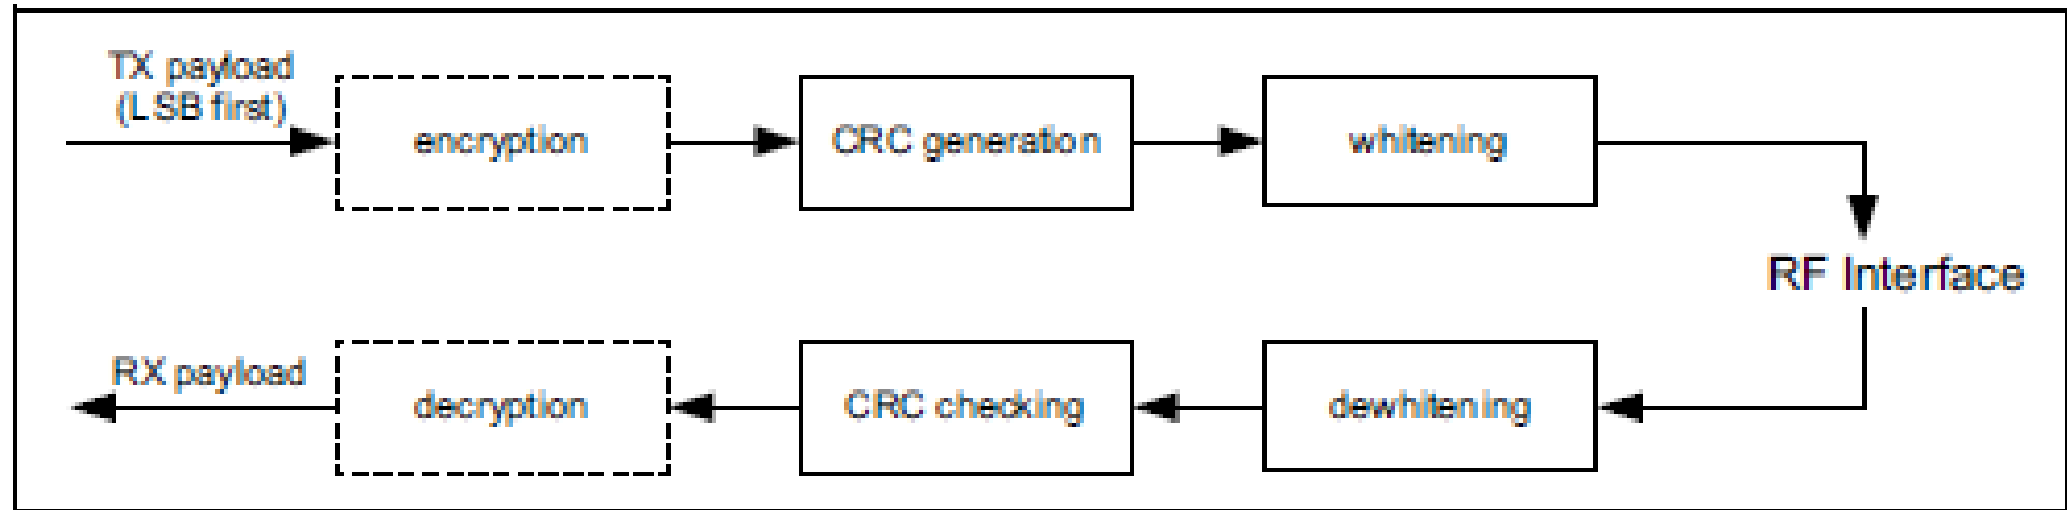 TX payload
(LSB first)
encryption
CRC generation
whitening
RF Interface
RX payload
decryption
CRC checking
dewhitening